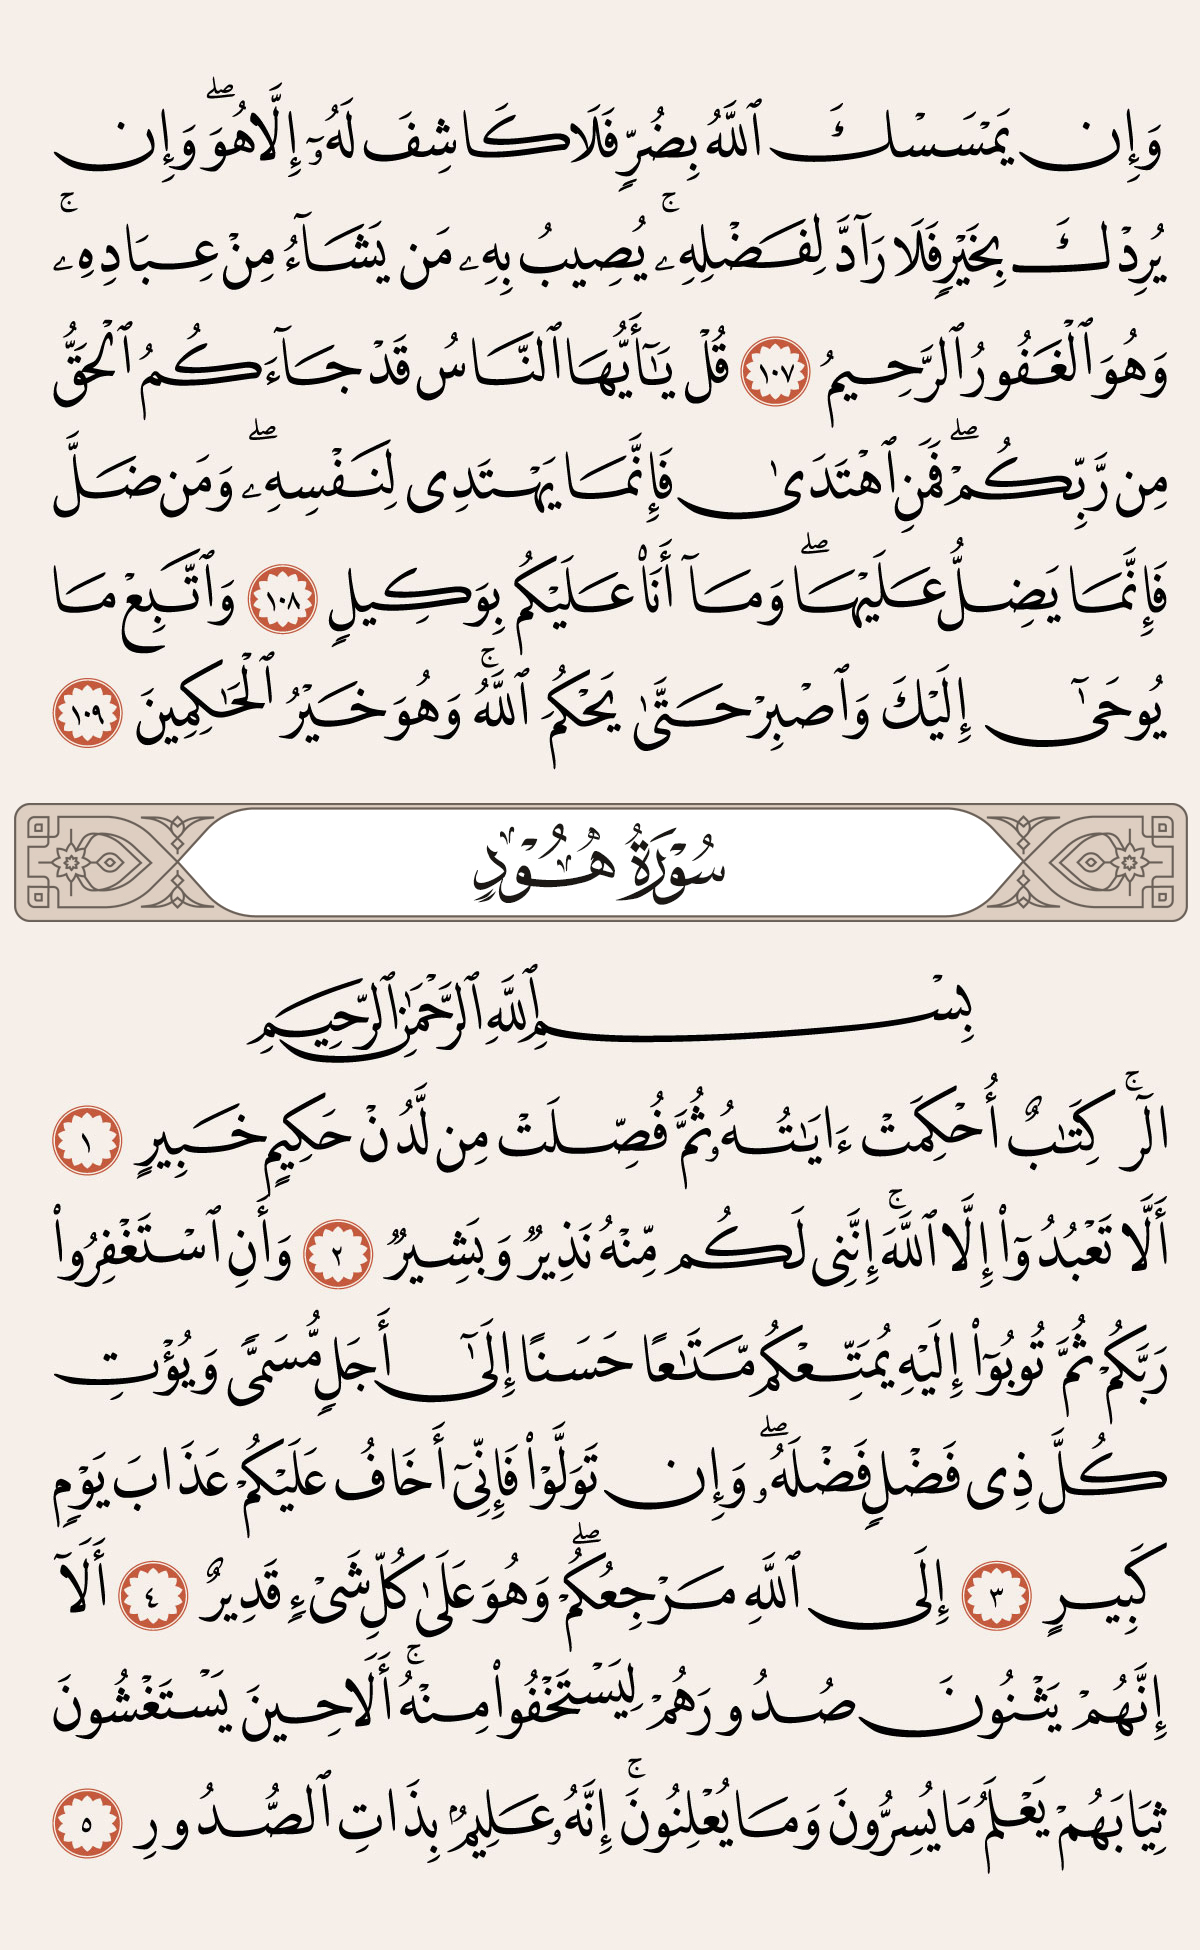 وَإِن يَمْسَسْكَ ٱللَّهُ بِضُرٍّ فَلَا كَاشِفَ لَهُۥٓ إِلَّا هُوَ ۖ وَإِن
يُرِدْكَ بِخَيْرٍ فَلَا رَآدَّ لِفَضْلِهِۦ ۚ يُصِيبُ بِهِۦ مَن يَشَآءُ مِنْ عِبَادِهِۦ ۚ
وَهُوَ ٱلْغَفُورُ ٱلرَّحِيمُ ١٠٧ قُلْ يَـٰٓأَيُّهَا ٱلنَّاسُ قَدْ جَآءَكُمُ ٱلْحَقُّ
مِن رَّبِّكُمْ ۖ فَمَنِ ٱهْتَدَىٰ فَإِنَّمَا يَهْتَدِى لِنَفْسِهِۦ ۖ وَمَن ضَلَّ
فَإِنَّمَا يَضِلُّ عَلَيْهَا ۖ وَمَآ أَنَا۠ عَلَيْكُم بِوَكِيلٍ ١٠٨ وَٱتَّبِعْ مَا
يُوحَىٰٓ إِلَيْكَ وَٱصْبِرْ حَتَّىٰ يَحْكُمَ ٱللَّهُ ۚ وَهُوَ خَيْرُ ٱلْحَـٰكِمِينَ ١٠٩
سُورَةُ هُودٍ
بِسْمِ ٱللَّهِ ٱلرَّحْمَـٰنِ ٱلرَّحِيمِ
الٓر ۚ كِتَـٰبٌ أُحْكِمَتْ ءَايَـٰتُهُۥ ثُمَّ فُصِّلَتْ مِن لَّدُنْ حَكِيمٍ خَبِيرٍ ١
أَلَّا تَعْبُدُوٓا۟ إِلَّا ٱللَّهَ ۚ إِنَّنِى لَكُم مِّنْهُ نَذِيرٌ وَبَشِيرٌ ٢ وَأَنِ ٱسْتَغْفِرُوا۟
رَبَّكُمْ ثُمَّ تُوبُوٓا۟ إِلَيْهِ يُمَتِّعْكُم مَّتَـٰعًا حَسَنًا إِلَىٰٓ أَجَلٍ مُّسَمًّى وَيُؤْتِ
كُلَّ ذِى فَضْلٍ فَضْلَهُۥ ۖ وَإِن تَوَلَّوْا۟ فَإِنِّىٓ أَخَافُ عَلَيْكُمْ عَذَابَ يَوْمٍ
كَبِيرٍ ٣ إِلَى ٱللَّهِ مَرْجِعُكُمْ ۖ وَهُوَ عَلَىٰ كُلِّ شَىْءٍ قَدِيرٌ ٤ أَلَآ
إِنَّهُمْ يَثْنُونَ صُدُورَهُمْ لِيَسْتَخْفُوا۟ مِنْهُ ۚ أَلَا حِينَ يَسْتَغْشُونَ
ثِيَابَهُمْ يَعْلَمُ مَا يُسِرُّونَ وَمَا يُعْلِنُونَ ۚ إِنَّهُۥ عَلِيمٌۢ بِذَاتِ ٱلصُّدُورِ ٥